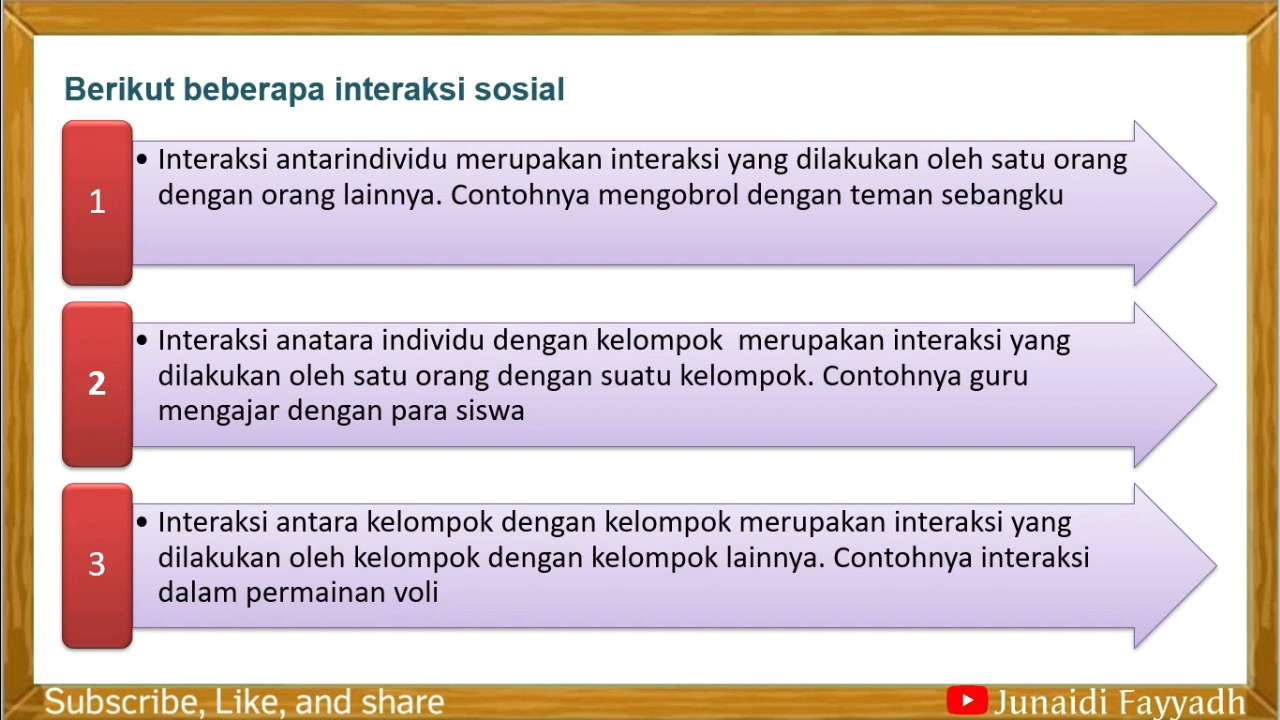 Berikut beberapa interaksi sosial
1
• Interaksi antarindividu merupakan interaksi yang dilakukan oleh satu orang
dengan orang lainnya. Contohnya mengobrol dengan teman sebangku
2
• Interaksi anatara individu dengan kelompok merupakan interaksi yang
dilakukan oleh satu orang dengan suatu kelompok. Contohnya guru
mengajar dengan para siswa
3
• Interaksi antara kelompok dengan kelompok merupakan interaksi yang
dilakukan oleh kelompok dengan kelompok lainnya. Contohnya interaksi
dalam permainan voli
Subscribe, Like, and share
Junaidi Fayyadh